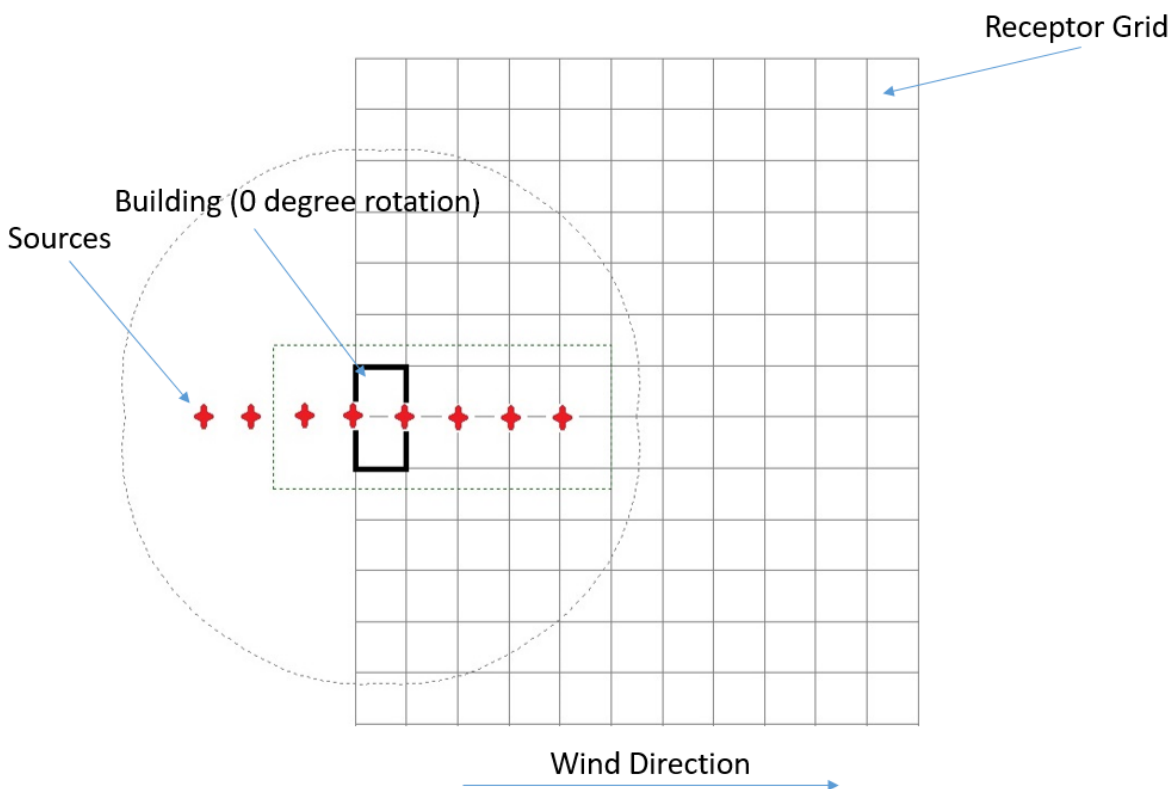 Receptor Grid
Building (0 degree rotation)
Sources
Wind Direction